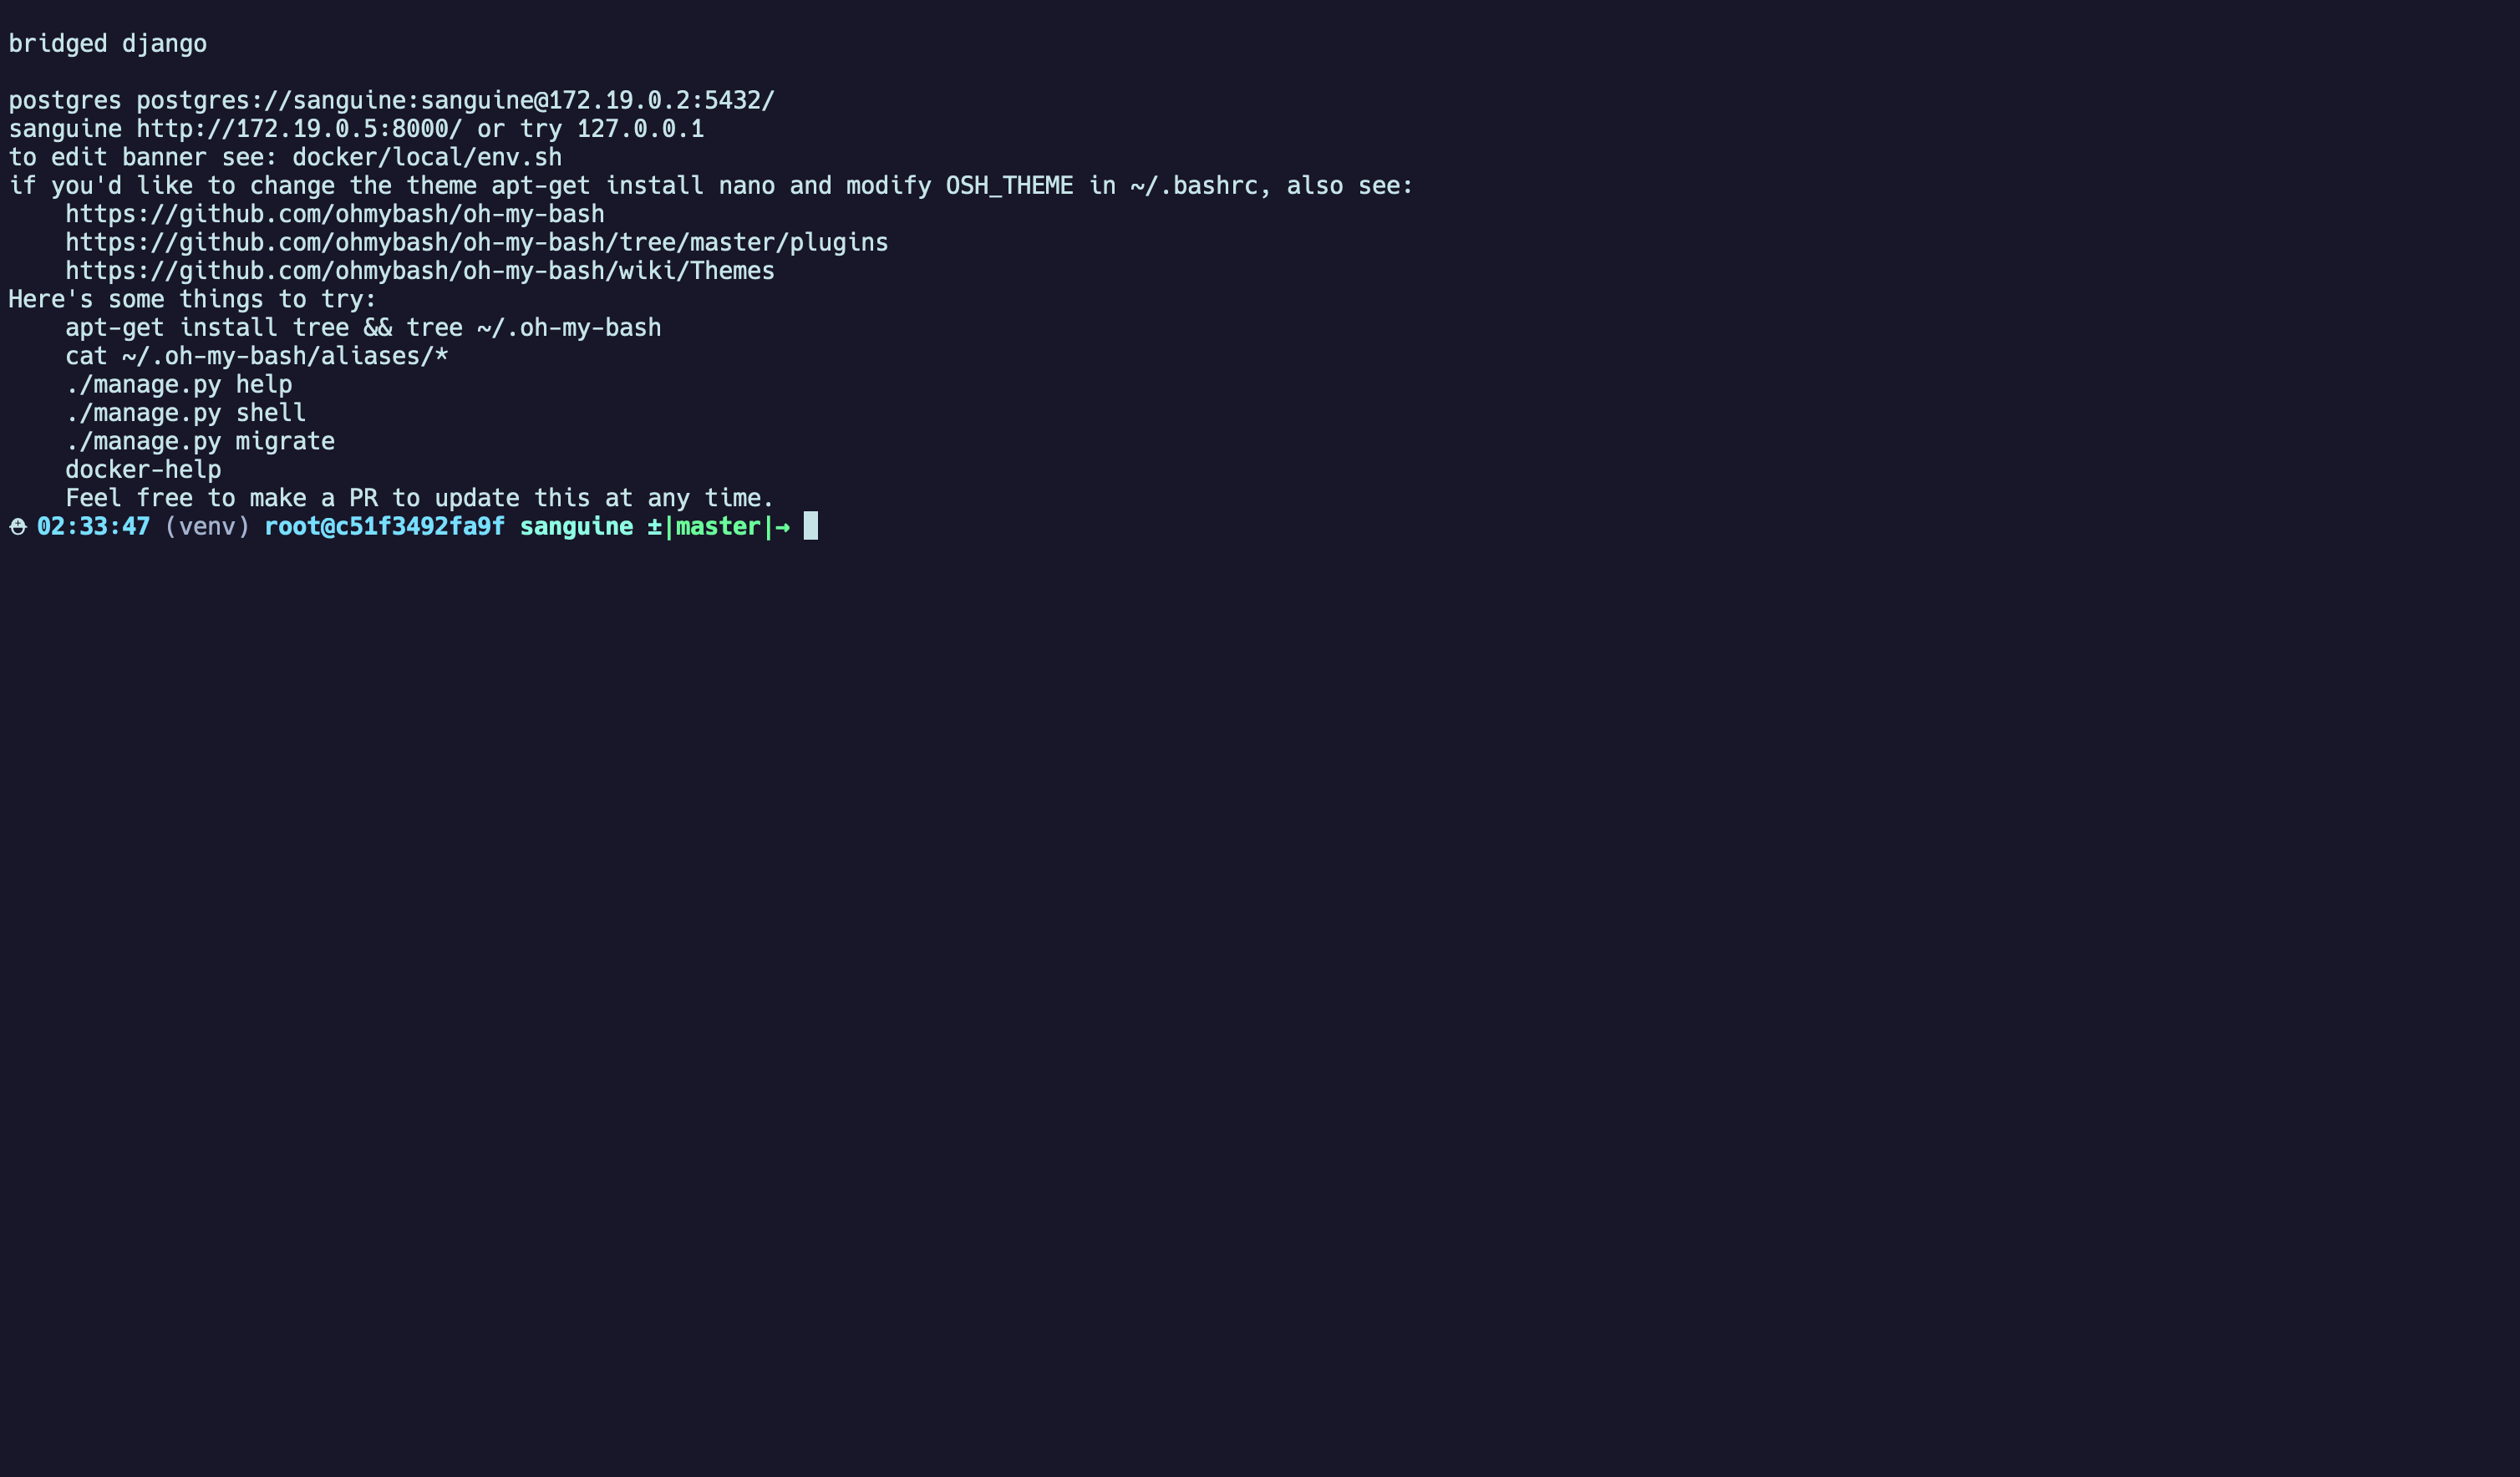 bridged django
postgres postgres://sanguine:sanguine@172.19.0.2:5432/
sanguine http://172.19.0.5:8000/ or try 127.0.0.1
to edit banner see: docker/local/env.sh
if you'd like to change the theme apt-get install nano and modify OSH_THEME in ~/.bashrc, also see:
    https://github.com/ohmybash/oh-my-bash
    https://github.com/ohmybash/oh-my-bash/tree/master/plugins
    https://github.com/ohmybash/oh-my-bash/wiki/Themes
Here's some things to try:
    apt-get install tree && tree ~/.oh-my-bash
    cat ~/.oh-my-bash/aliases/*
    ./manage.py help
    ./manage.py shell
    ./manage.py migrate
    docker-help
    Feel free to make a PR to update this at any time.
⛑ 02:33:47 (venv) root@c51f3492fa9f sanguine ±|master|→